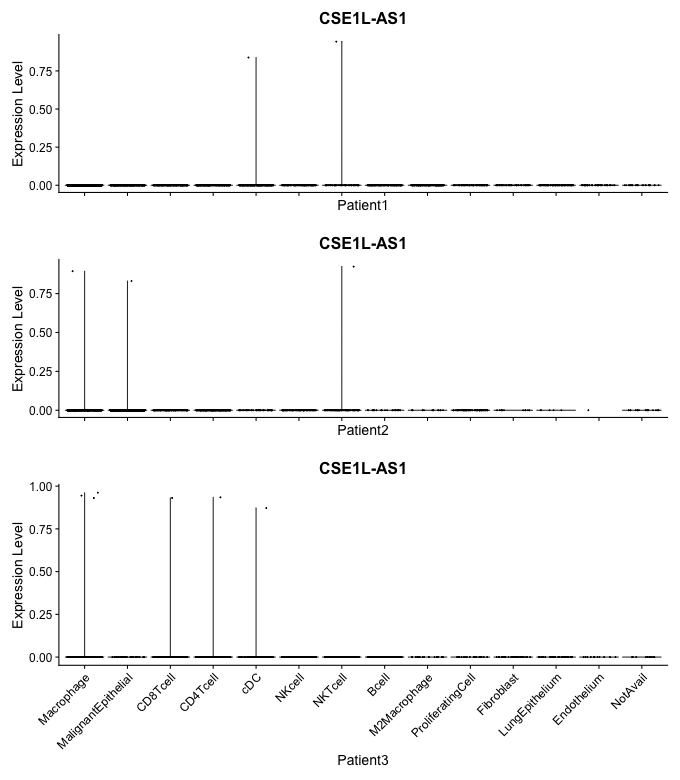 CSE1L-AS1
Expression Level
0.75
0.50
0.25
0.00
Patient1
CSE1L-AS1
Expression Level
0.75
0.50
0.25
0.00
Patient2
CSE1L-AS1
Expression Level
1.00
0.75
0.50
0.25
0.00
Macrophage
MalignantEpithelial
CD8Tcell
CD4Tcell
cDC
NKcell
NKTcell
Bcell
M2Macrophage
ProliferatingCell
Fibroblast
LungEpithelium
Endothelium
NotAvail
Patient3